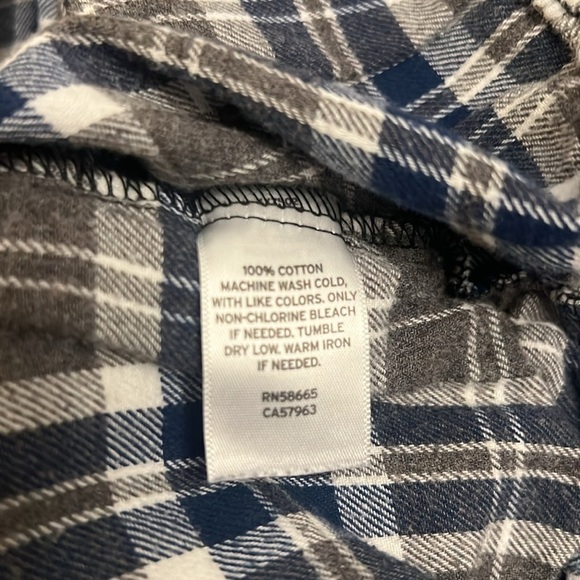 100% COTTON
MACHINE WASH COLD,
WITH LIKE COLORS. ONLY
NON-CHLORINE BLEACH
IF NEEDED. TUMBLE
DRY LOW. WARM IRON
IF NEEDED.
RN58665
CA57963